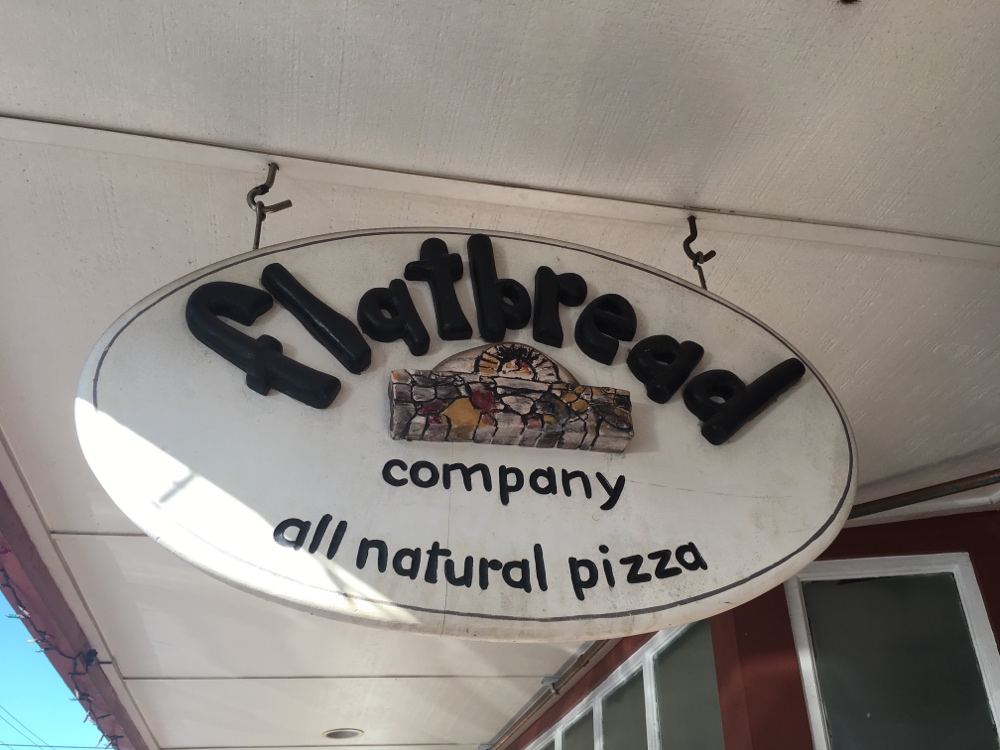 flatbread
company
all natural pizza